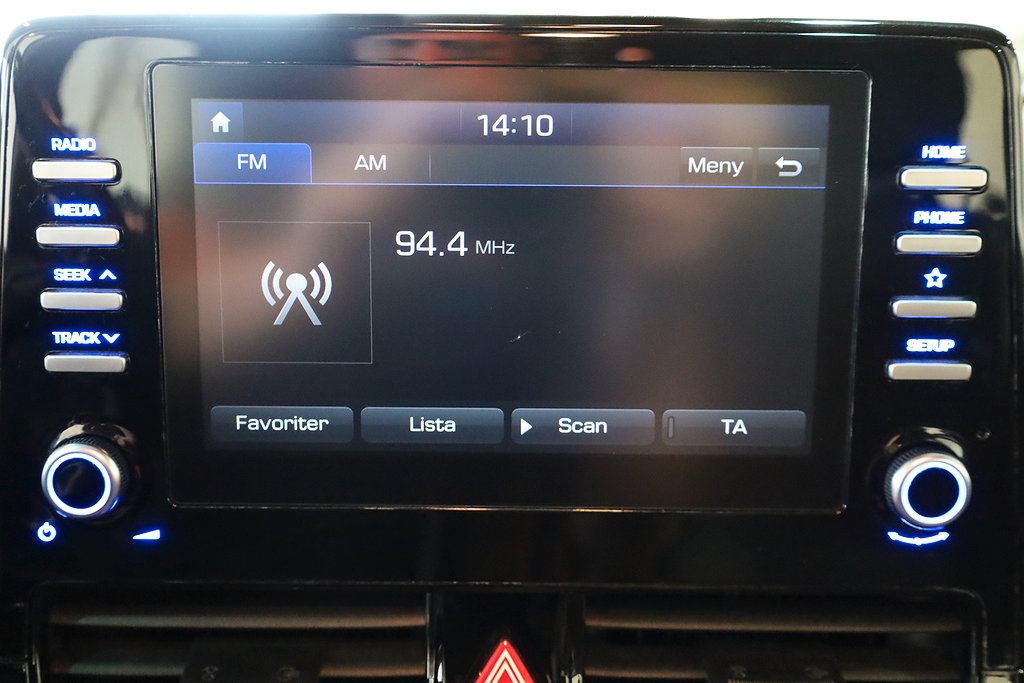 14:10
FM AM Meny
94.4 MHz
Favoriter Lista Scan TA
RADIO
MEDIA
SEEK
TRACK
HOME
PHONE
SETUP